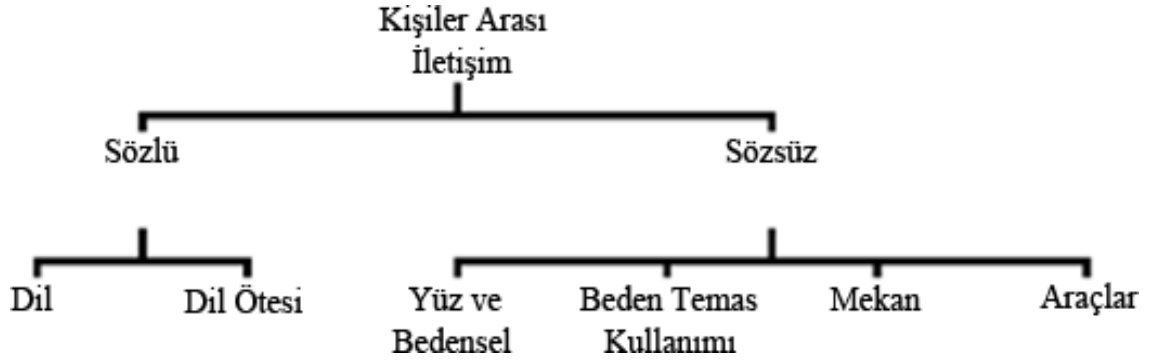 Kişiler Arası
İletişim
Sözlü
Sözsüz
Dil
Dil Ötesi
Yüz ve
Bedensel
Beden Temas
Kullanımı
Mekan
Araçlar